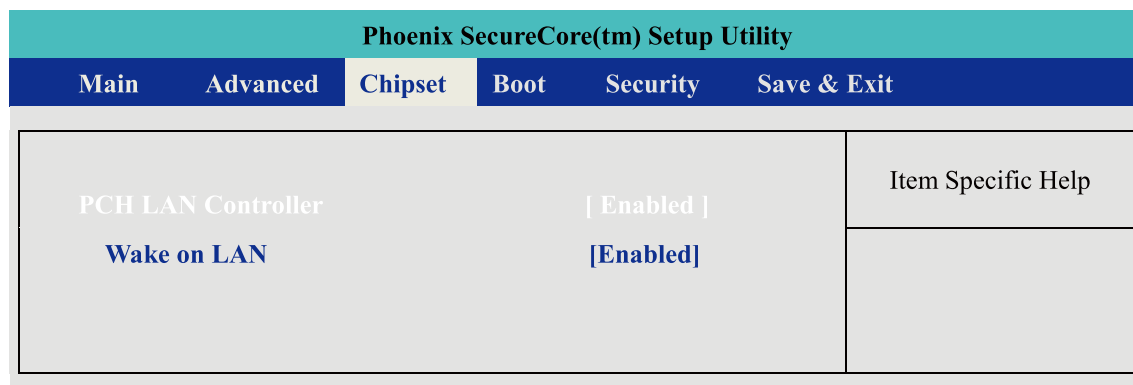 Phoenix SecureCore(tm) Setup Utility
Main Advanced Chipset Boot Security Save & Exit
Item Specific Help
PCH LAN Controller [ Enabled ]
Wake on LAN [Enabled]